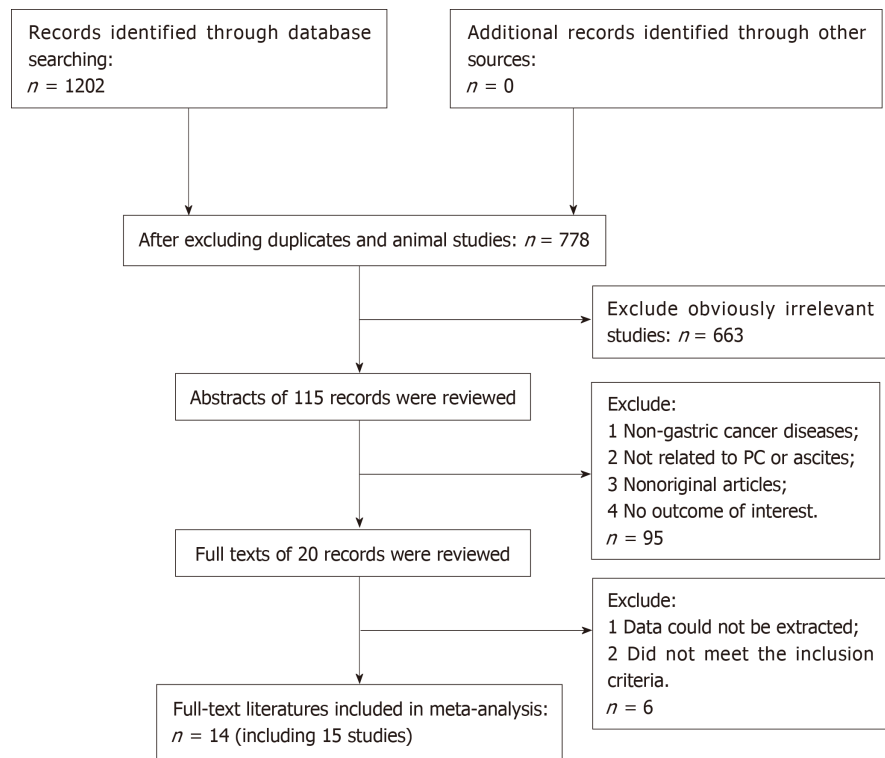 Records identified through database
searching:
n = 1202
Additional records identified through other
sources:
n = 0
After excluding duplicates and animal studies: n = 778
Exclude obviously irrelevant
studies: n = 663
Abstracts of 115 records were reviewed
Exclude:
1 Non-gastric cancer diseases;
2 Not related to PC or ascites;
3 Nonoriginal articles;
4 No outcome of interest.
n = 95
Full texts of 20 records were reviewed
Exclude:
1 Data could not be extracted;
2 Did not meet the inclusion
criteria.
n = 6
Full-text literatures included in meta-analysis:
n = 14 (including 15 studies)